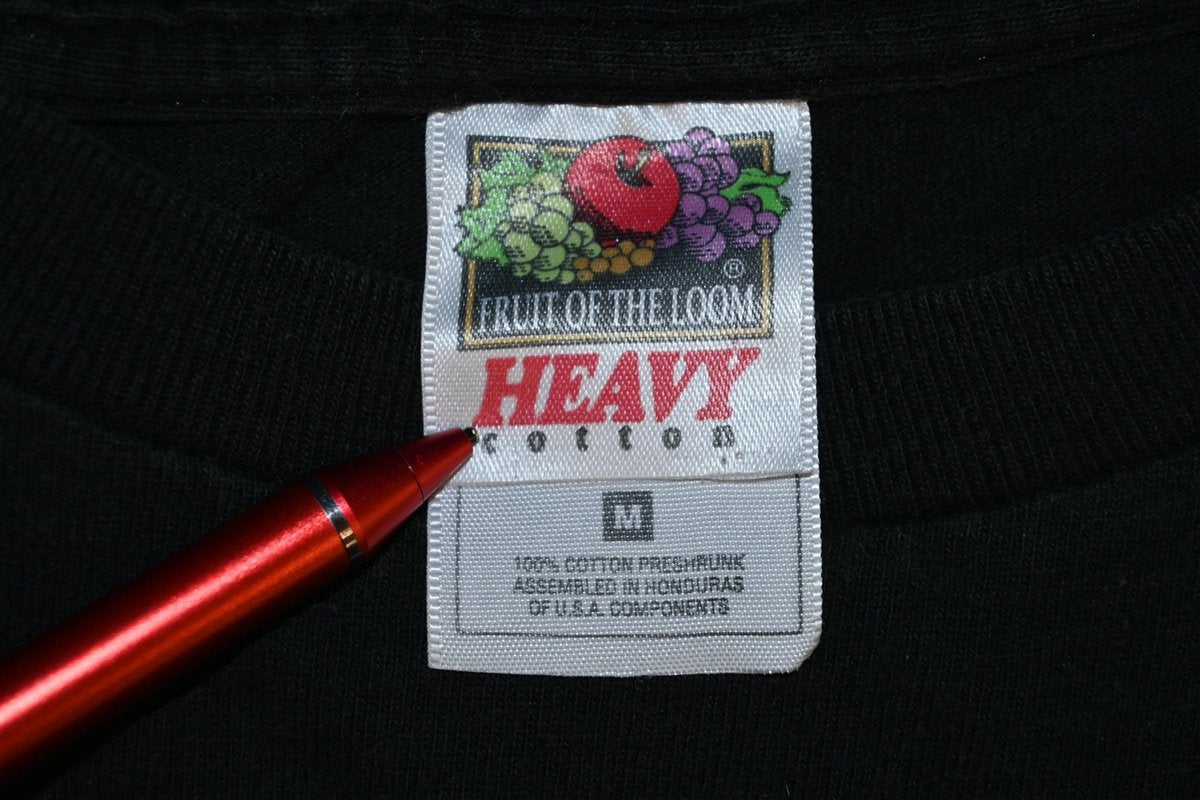 ®
FRUIT OF THE LOOM
HEAVY
cotton
M
100% COTTON PRESHRUNK
ASSEMBLED IN HONDURAS
OF U.S.A. COMPONENTS